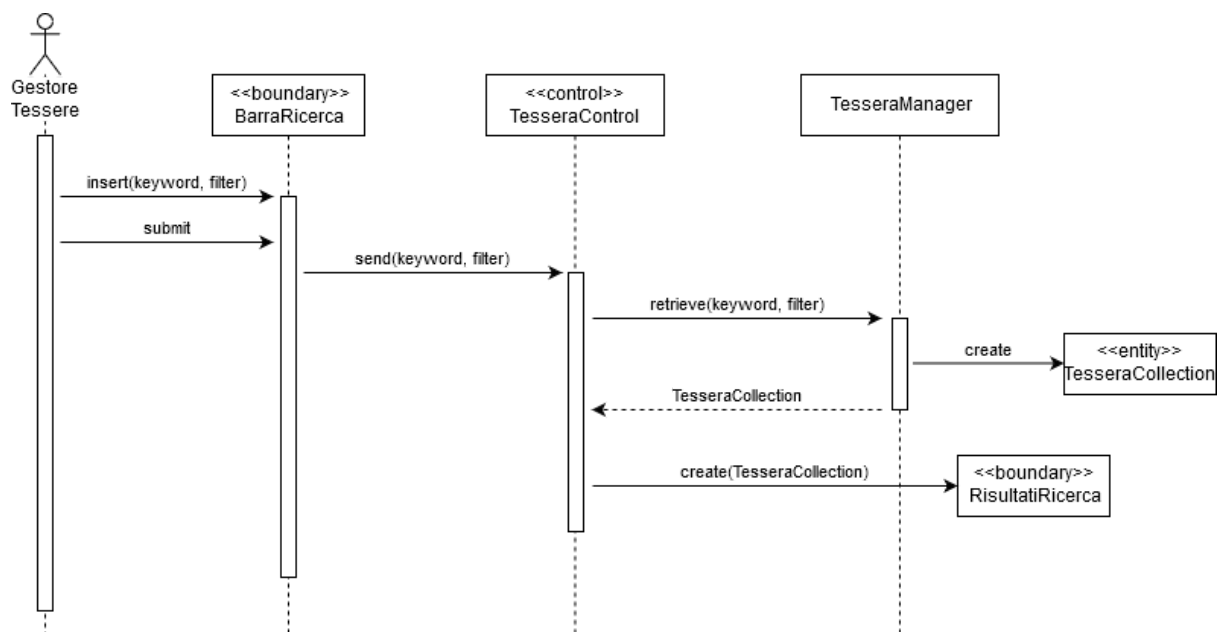 Gestore
Tessere
<<boundary>>
BarraRicerca
<<control>>
TesseraControl
TesseraManager
insert(keyword, filter)
submit
send(keyword, filter)
retrieve(keyword, filter)
create
<<entity>>
TesseraCollection
TesseraCollection
create(TesseraCollection)
<<boundary>>
RisultatiRicerca